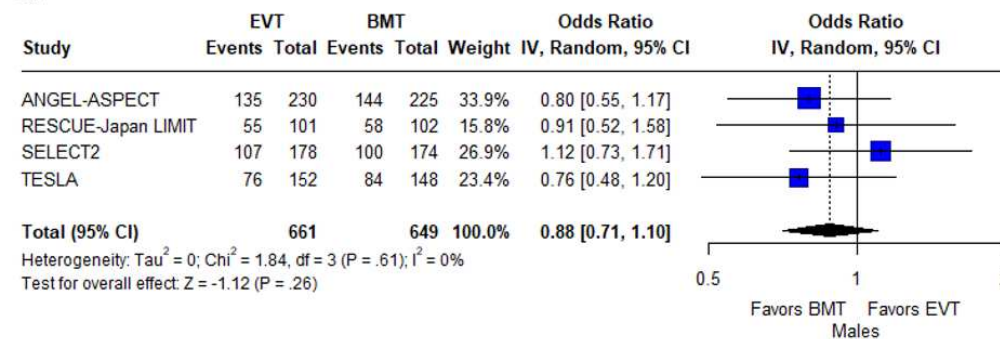 EVT BMT Odds Ratio Odds Ratio
Study Events Total Events Total Weight IV, Random, 95% CI IV, Random, 95% CI
ANGEL-ASPECT 135 230 144 225 33.9% 0.80 [0.55, 1.17]
RESCUE-Japan LIMIT 55 101 58 102 15.8% 0.91 [0.52, 1.58]
SELECT2 107 178 100 174 26.9% 1.12 [0.73, 1.71]
TESLA 76 152 84 148 23.4% 0.76 [0.48, 1.20]
Total (95% CI) 661 649 100.0% 0.88 [0.71, 1.10]
Heterogeneity: Tau² = 0; Chi² = 1.84, df = 3 (P = .61); I² = 0%
Test for overall effect: Z = -1.12 (P = .26)
0.5 1
Favors BMT Favors EVT
Males